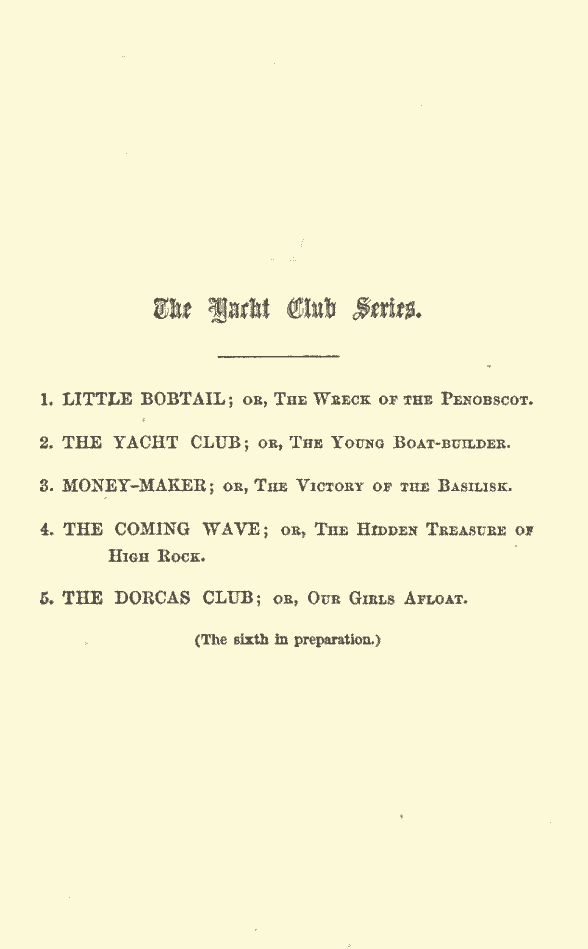 The Yacht Club Series.
1. LITTLE BOBTAIL; OR, THE WRECK OF THE PENOBSCOT.
2. THE YACHT CLUB; OR, THE YOUNG BOAT-BUILDER.
3. MONEY-MAKER; OR, THE VICTORY OF THE BASILISK.
4. THE COMING WAVE; OR, THE HIDDEN TREASURE OF
HIGH ROCK.
5. THE DORCAS CLUB; OR, OUR GIRLS AFLOAT.
(The sixth in preparation.)